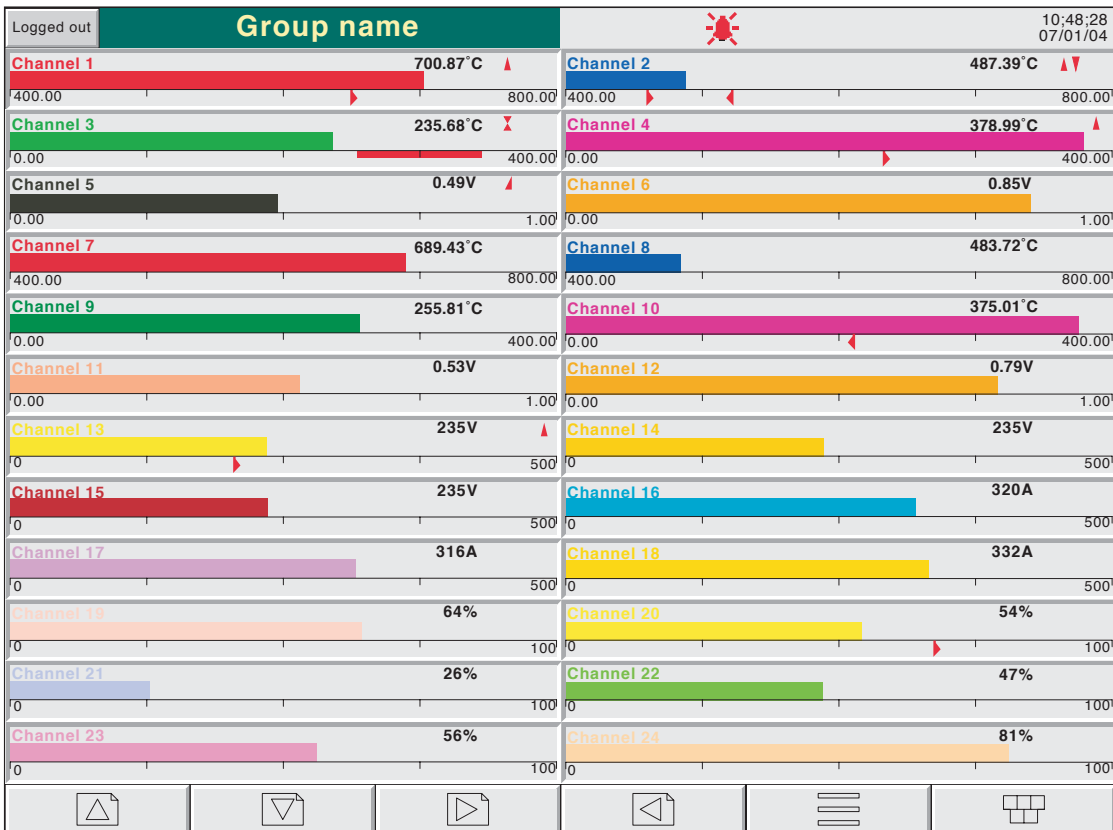 Logged out
Group name
10;48;28
07/01/04
Channel 1 700.87°C
400.00 800.00
Channel 2 487.39°C
400.00 800.00
Channel 3 235.68°C
0.00 400.00
Channel 4 378.99°C
0.00 400.00
Channel 5 0.49V
0.00 1.00
Channel 6 0.85V
0.00 1.00
Channel 7 689.43°C
400.00 800.00
Channel 8 483.72°C
400.00 800.00
Channel 9 255.81°C
0.00 400.00
Channel 10 375.01°C
0.00 400.00
Channel 11 0.53V
0.00 1.00
Channel 12 0.79V
0.00 1.00
Channel 13 235V
0 500
Channel 14 235V
0 500
Channel 15 235V
0 500
Channel 16 320A
0 500
Channel 17 316A
0 500
Channel 18 332A
0 500
Channel 19 64%
0 100
Channel 20 54%
0 100
Channel 21 26%
0 100
Channel 22 47%
0 100
Channel 23 56%
0 100
Channel 24 81%
0 100